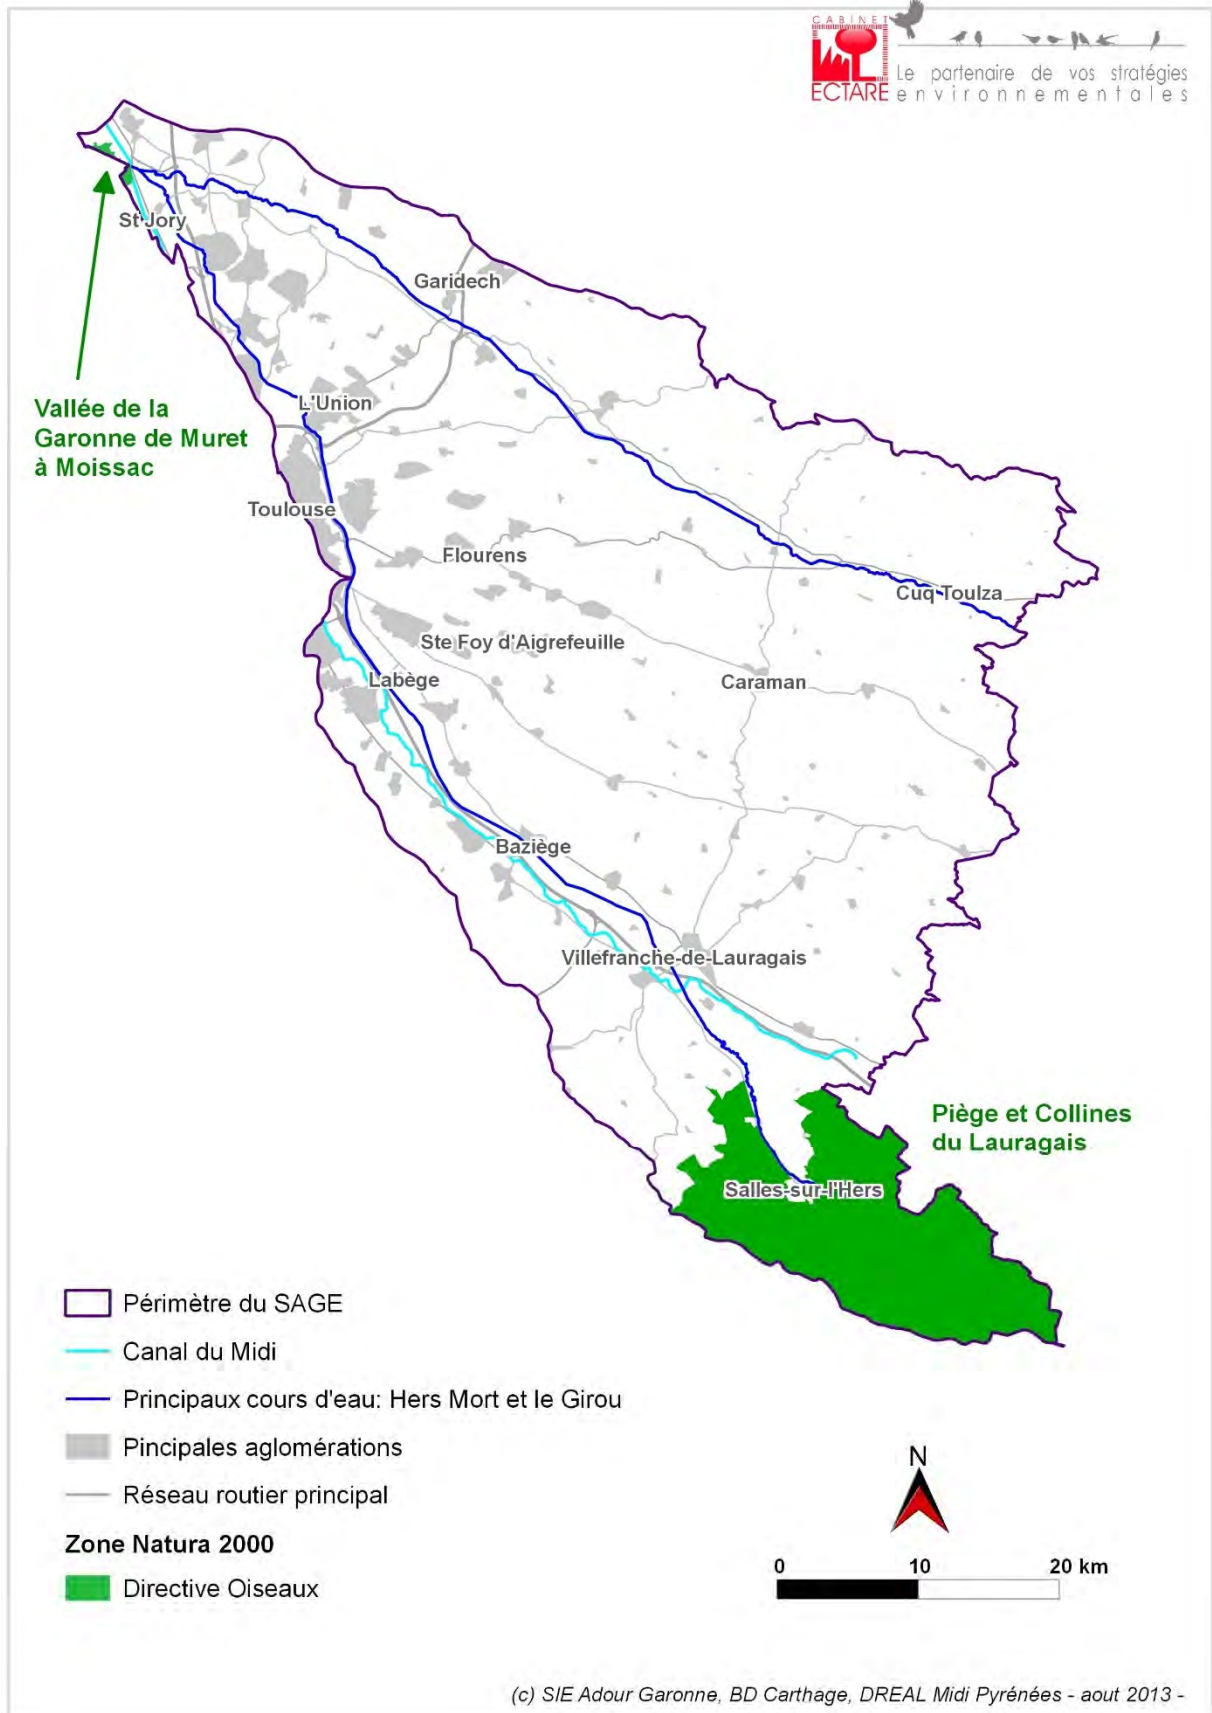 CABINET
ECTARE
Le partenaire de vos stratégies
environnementales
St Jory
Garidech
Vallée de la
Garonne de Muret
à Moissac
L'Union
Toulouse
Flourens
Cuq Toulza
Ste Foy d'Aigrefeuille
Labège
Caraman
Baziège
Villefranche-de-Lauragais
Piège et Collines
du Lauragais
Salles-sur-l'Hers
Périmètre du SAGE
Canal du Midi
Principaux cours d'eau: Hers Mort et le Girou
Pincipales aglomérations
Réseau routier principal
Zone Natura 2000
Directive Oiseaux
N
0 10 20 km
(c) SIE Adour Garonne, BD Carthage, DREAL Midi Pyrénées - aout 2013 -